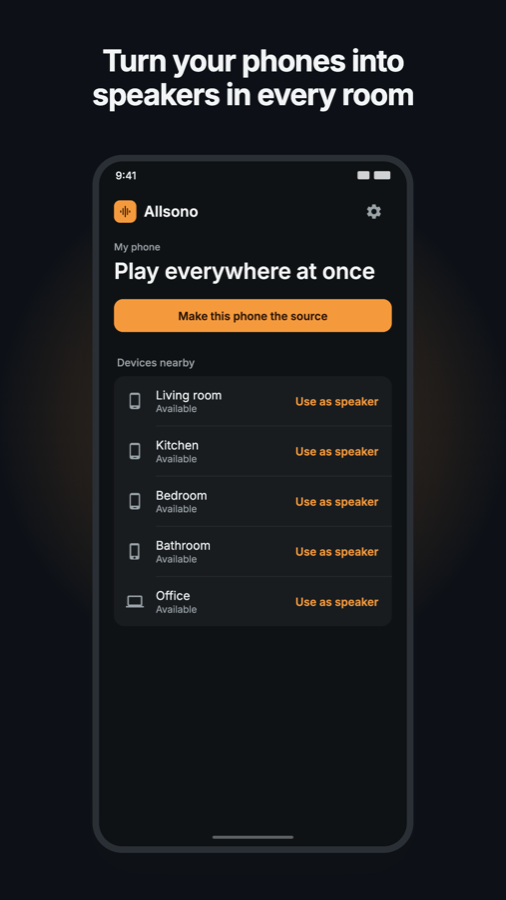 Turn your phones into
speakers in every room
9:41
Allsono
My phone
Play everywhere at once
Make this phone the source
Devices nearby
Living room
Available
Use as speaker
Kitchen
Available
Use as speaker
Bedroom
Available
Use as speaker
Bathroom
Available
Use as speaker
Office
Available
Use as speaker